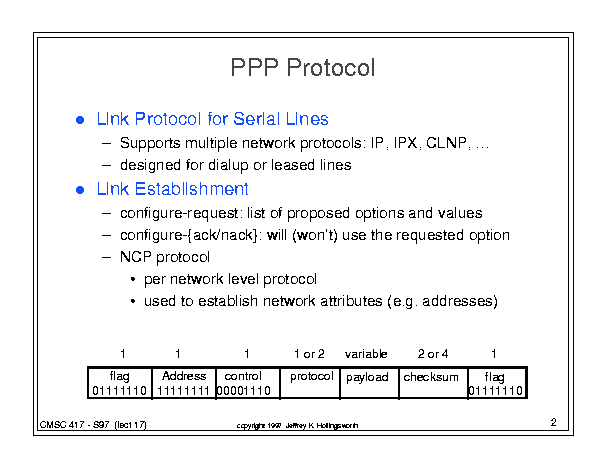 PPP Protocol
● Link Protocol for Serial Lines
– Supports multiple network protocols: IP, IPX, CLNP, ...
– designed for dialup or leased lines
● Link Establishment
– configure-request: list of proposed options and values
– configure-{ack/nack}: will (won't) use the requested option
– NCP protocol
• per network level protocol
• used to establish network attributes (e.g. addresses)
1 1 1 1 or 2 variable 2 or 4 1
flag Address control protocol payload checksum flag
01111110 11111111 00001110 01111110
CMSC 417 - S97 (lect 17) copyright 1997 Jeffrey K. Hollingsworth 2